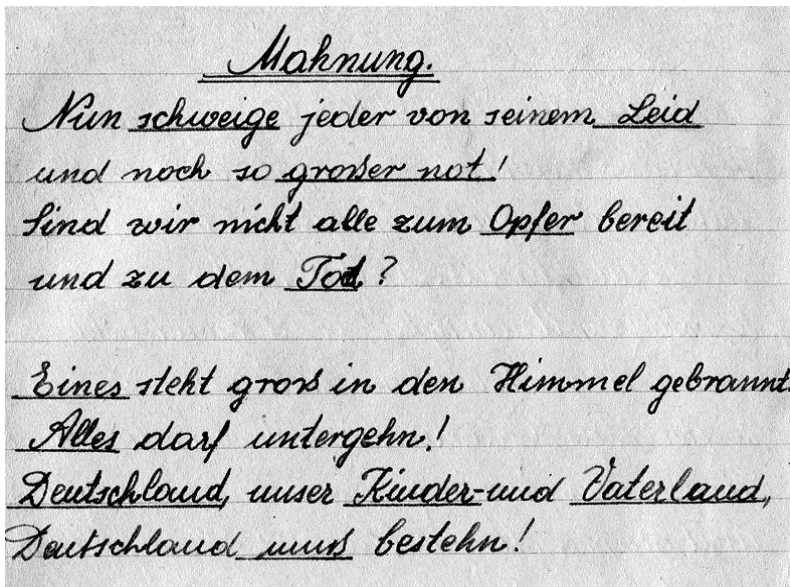 Mahnung.
Nun schweige jeder von seinem Leid
und noch so großer not!
Sind wir nicht alle zum Opfer bereit
und zu dem Tod?
Eines steht groß in den Himmel gebrannt.
Alles darf untergehn!
Deutschland, unser Kinder- und Vaterland,
Deutschland muß bestehn!